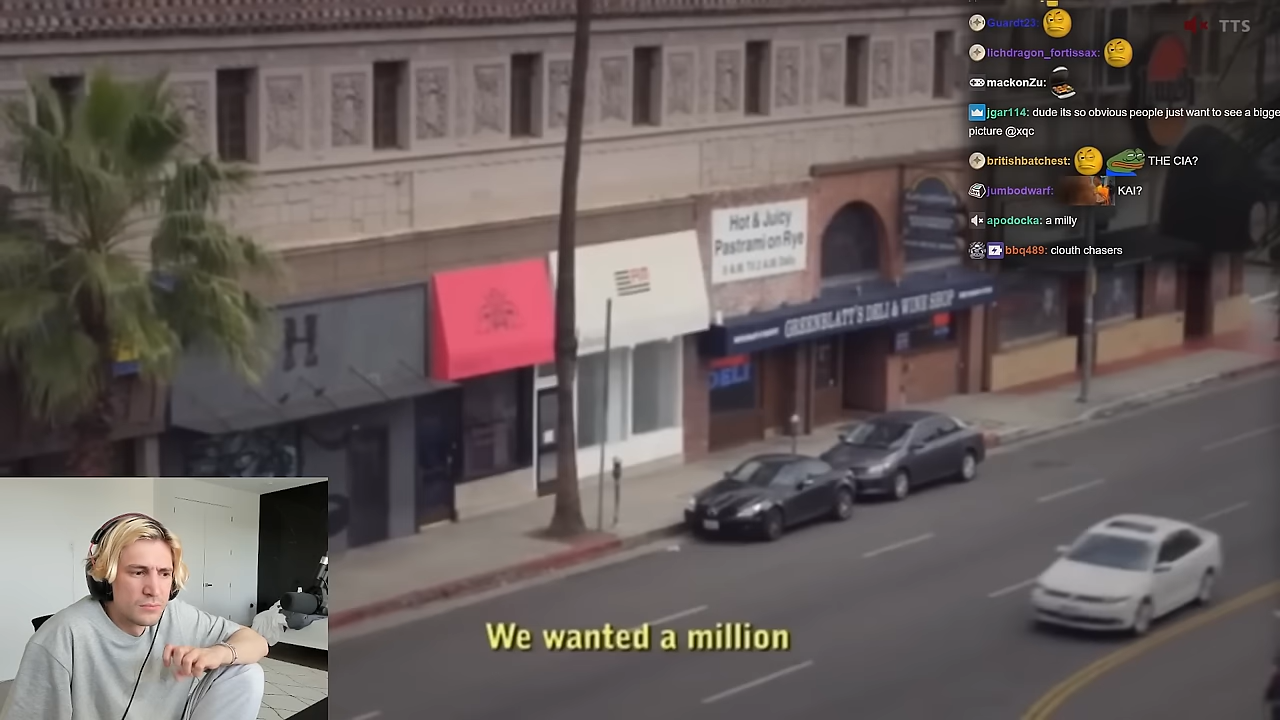 TTS
Guardt23:
lichdragon_fortissax:
mackonZu:
jgar114: dude its so obvious people just want to see a bigge
picture @xqc
britishbatchest: THE CIA?
jumbodwarf: KAI?
apodocka: a milly
bbq489: clouth chasers
Hot & Juicy
Pastrami on Rye
GREENBLATT'S DELI & WINE SHOP
H
DELI
We wanted a million